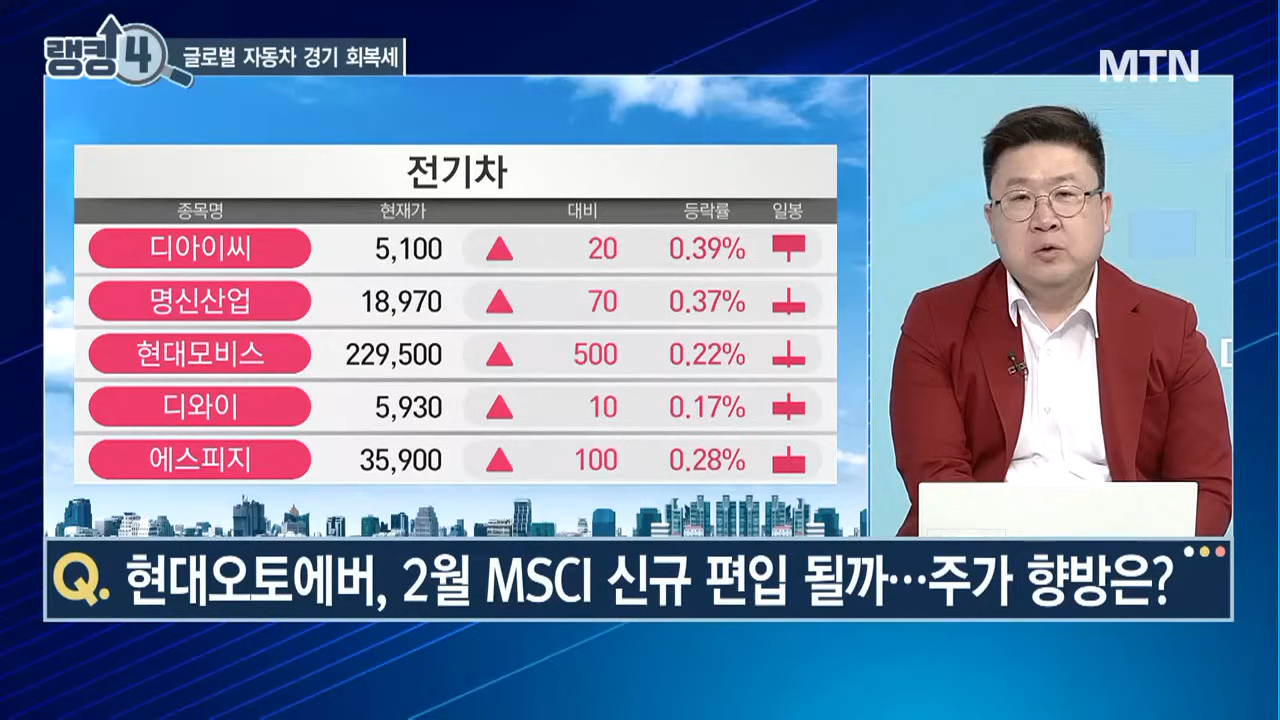 랭킹4 글로벌 자동차 경기 회복세
MTN
전기차
종목명 현재가 대비 등락률 일봉
디아이씨 5,100 ▲ 20 0.39%
명신산업 18,970 ▲ 70 0.37%
현대모비스 229,500 ▲ 500 0.22%
디와이 5,930 ▲ 10 0.17%
에스피지 35,900 ▲ 100 0.28%
Q. 현대오토에버, 2월 MSCI 신규 편입 될까…주가 향방은?